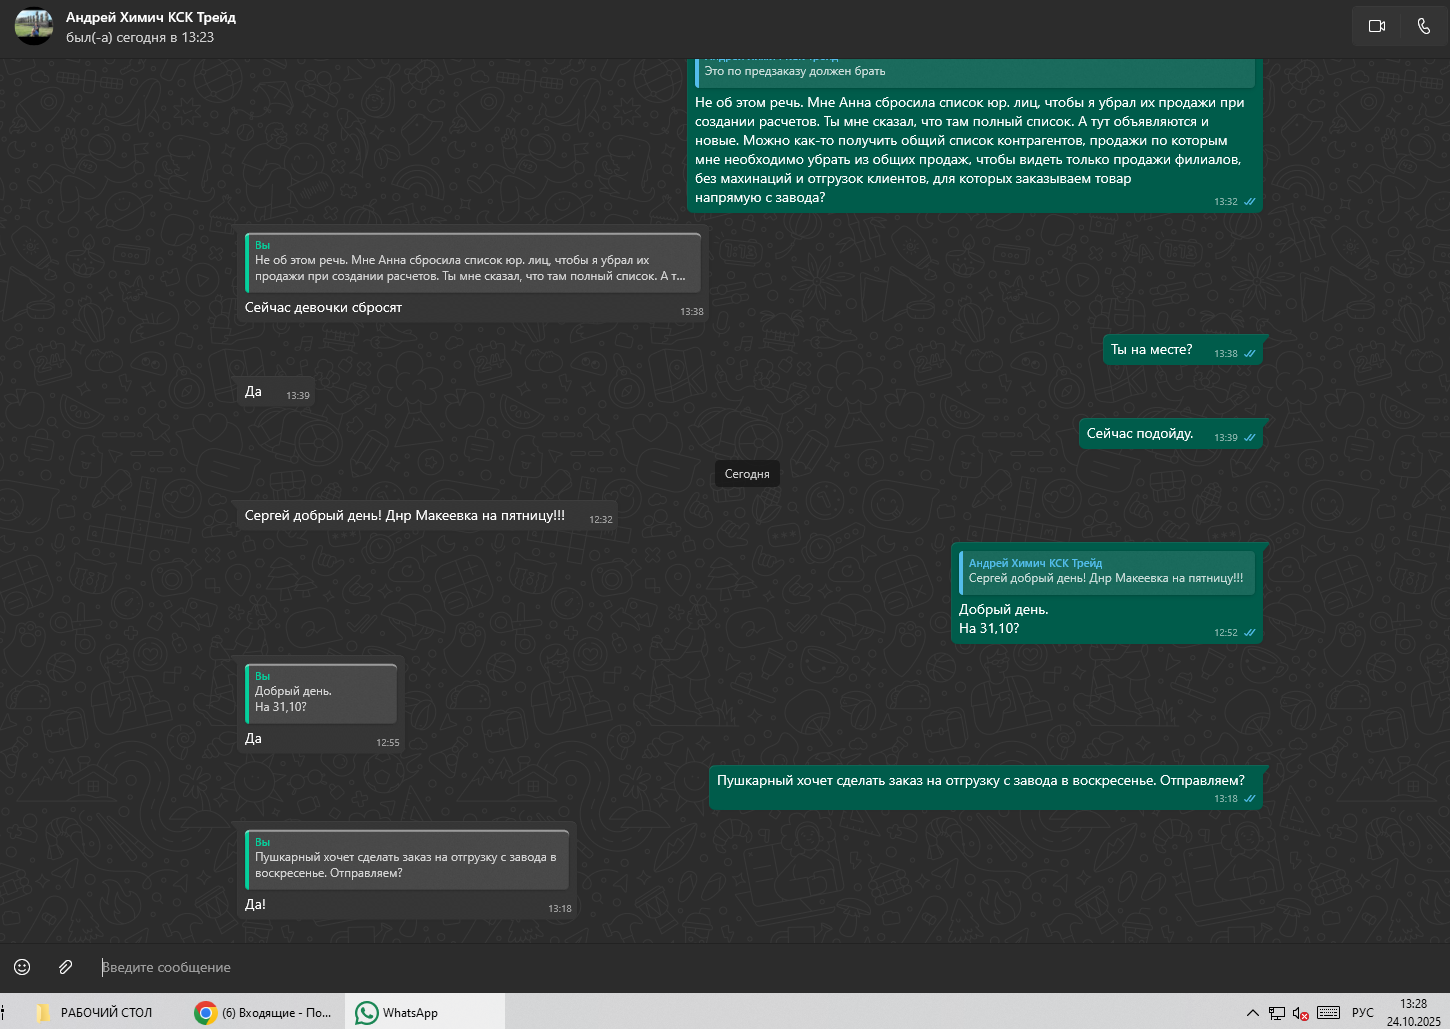 Андрей Химич КСК Трейд
был(-а) сегодня в 13:23
Это по предзаказу должен брать
Не об этом речь. Мне Анна сбросила список юр. лиц, чтобы я убрал их продажи при
создании расчетов. Ты мне сказал, что там полный список. А тут объявляются и
новые. Можно как-то получить общий список контрагентов, продажи по которым
мне необходимо убрать из общих продаж, чтобы видеть только продажи филиалов,
без махинаций и отгрузок клиентов, для которых заказываем товар
напрямую с завода?
13:32
Вы
Не об этом речь. Мне Анна сбросила список юр. лиц, чтобы я убрал их
продажи при создании расчетов. Ты мне сказал, что там полный список. А т...
Сейчас девочки сбросят
13:38
Ты на месте?
13:38
Да
13:39
Сейчас подойду.
13:39
Сегодня
Сергей добрый день! Днр Макеевка на пятницу!!!
12:32
Андрей Химич КСК Трейд
Сергей добрый день! Днр Макеевка на пятницу!!!
Добрый день.
На 31,10?
12:52
Вы
Добрый день.
На 31,10?
Да
12:55
Пушкарный хочет сделать заказ на отгрузку с завода в воскресенье. Отправляем?
13:18
Вы
Пушкарный хочет сделать заказ на отгрузку с завода в
воскресенье. Отправляем?
Да!
13:18
Введите сообщение
РАБОЧИЙ СТОЛ
(6) Входящие - По...
WhatsApp
РУС
13:28
24.10.2025